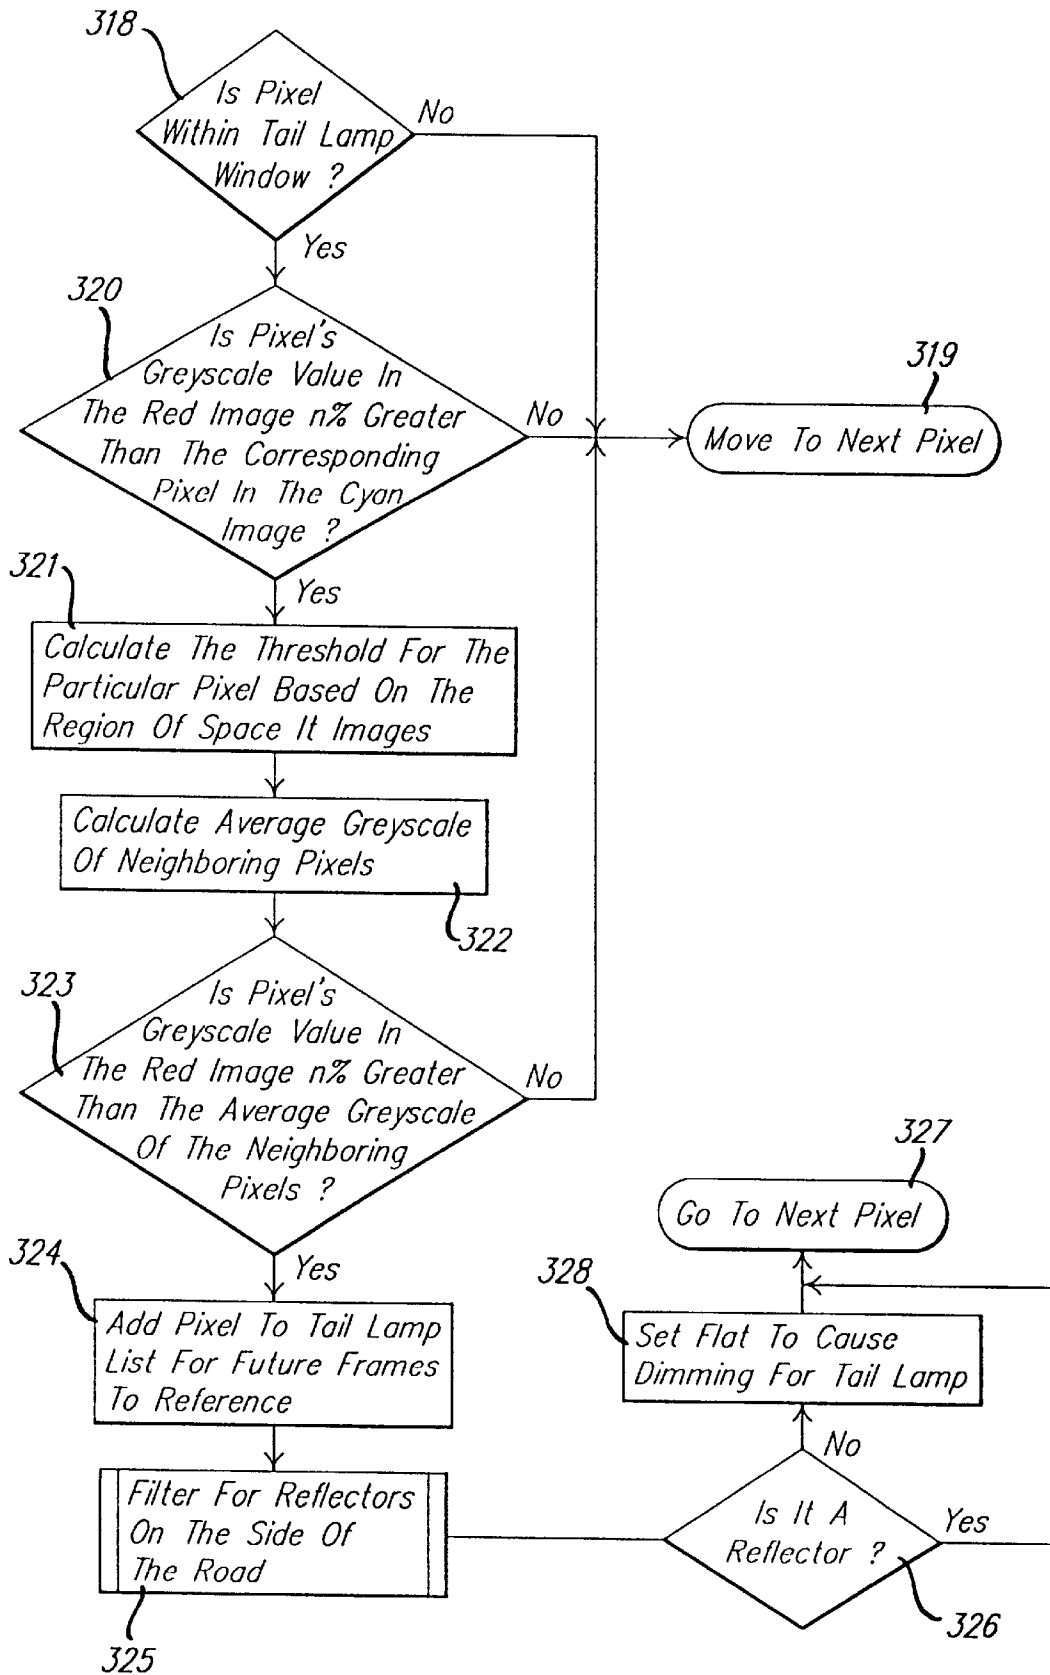 318
Is Pixel
Within Tail Lamp
Window ?
No
Yes
320
Is Pixel's
Greyscale Value In
The Red Image n% Greater
Than The Corresponding
Pixel In The Cyan
Image ?
No
319
Move To Next Pixel
Yes
321
Calculate The Threshold For The
Particular Pixel Based On The
Region Of Space It Images
Calculate Average Greyscale
Of Neighboring Pixels
322
323
Is Pixel's
Greyscale Value In
The Red Image n% Greater
Than The Average Greyscale
Of The Neighboring
Pixels ?
No
Yes
324
Add Pixel To Tail Lamp
List For Future Frames
To Reference
Filter For Reflectors
On The Side Of
The Road
325
327
Go To Next Pixel
328
Set Flat To Cause
Dimming For Tail Lamp
No
Is It A
Reflector ?
Yes
326